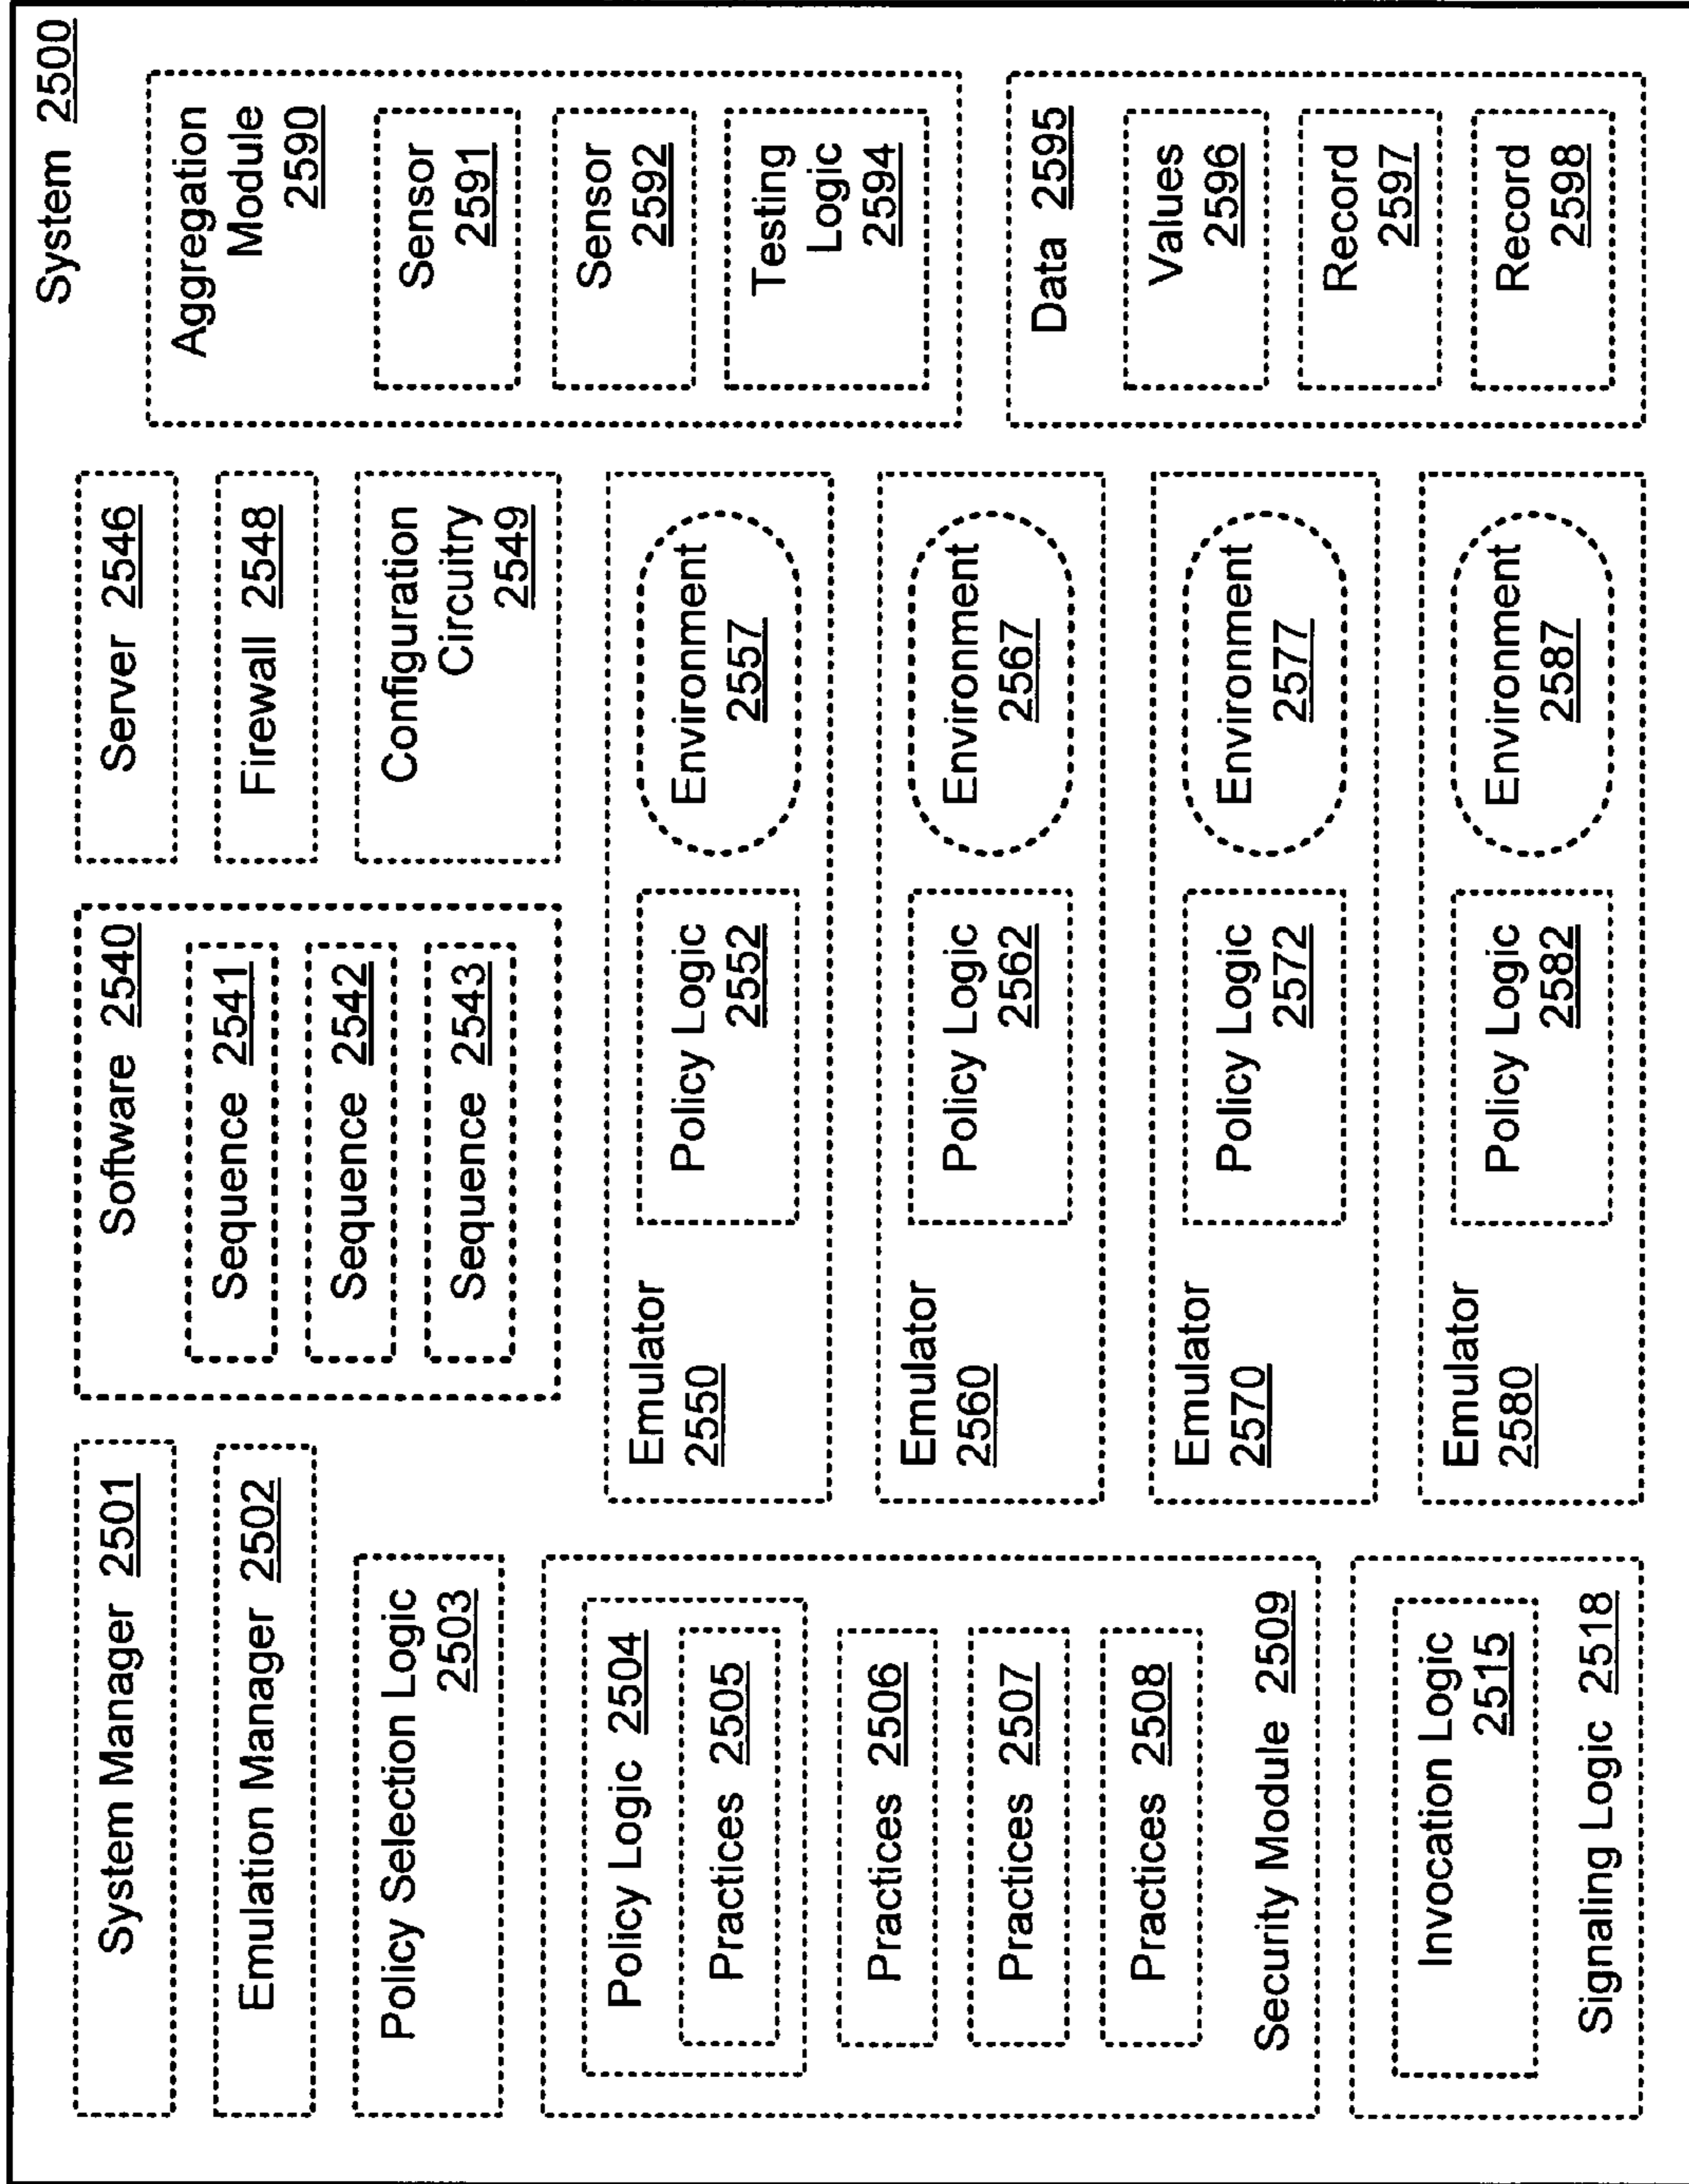 System 2500
System Manager 2501
Emulation Manager 2502
Policy Selection Logic
2503
Policy Logic 2504
Practices 2505
Practices 2506
Practices 2507
Practices 2508
Security Module 2509
Invocation Logic
2515
Signaling Logic 2518
Software 2540
Sequence 2541
Sequence 2542
Sequence 2543
Server 2546
Firewall 2548
Configuration
Circuitry
2549
Emulator
2550
Policy Logic
2552
Environment
2557
Emulator
2560
Policy Logic
2562
Environment
2567
Emulator
2570
Policy Logic
2572
Environment
2577
Emulator
2580
Policy Logic
2582
Environment
2587
Aggregation
Module
2590
Sensor
2591
Sensor
2592
Testing
Logic
2594
Data 2595
Values
2596
Record
2597
Record
2598